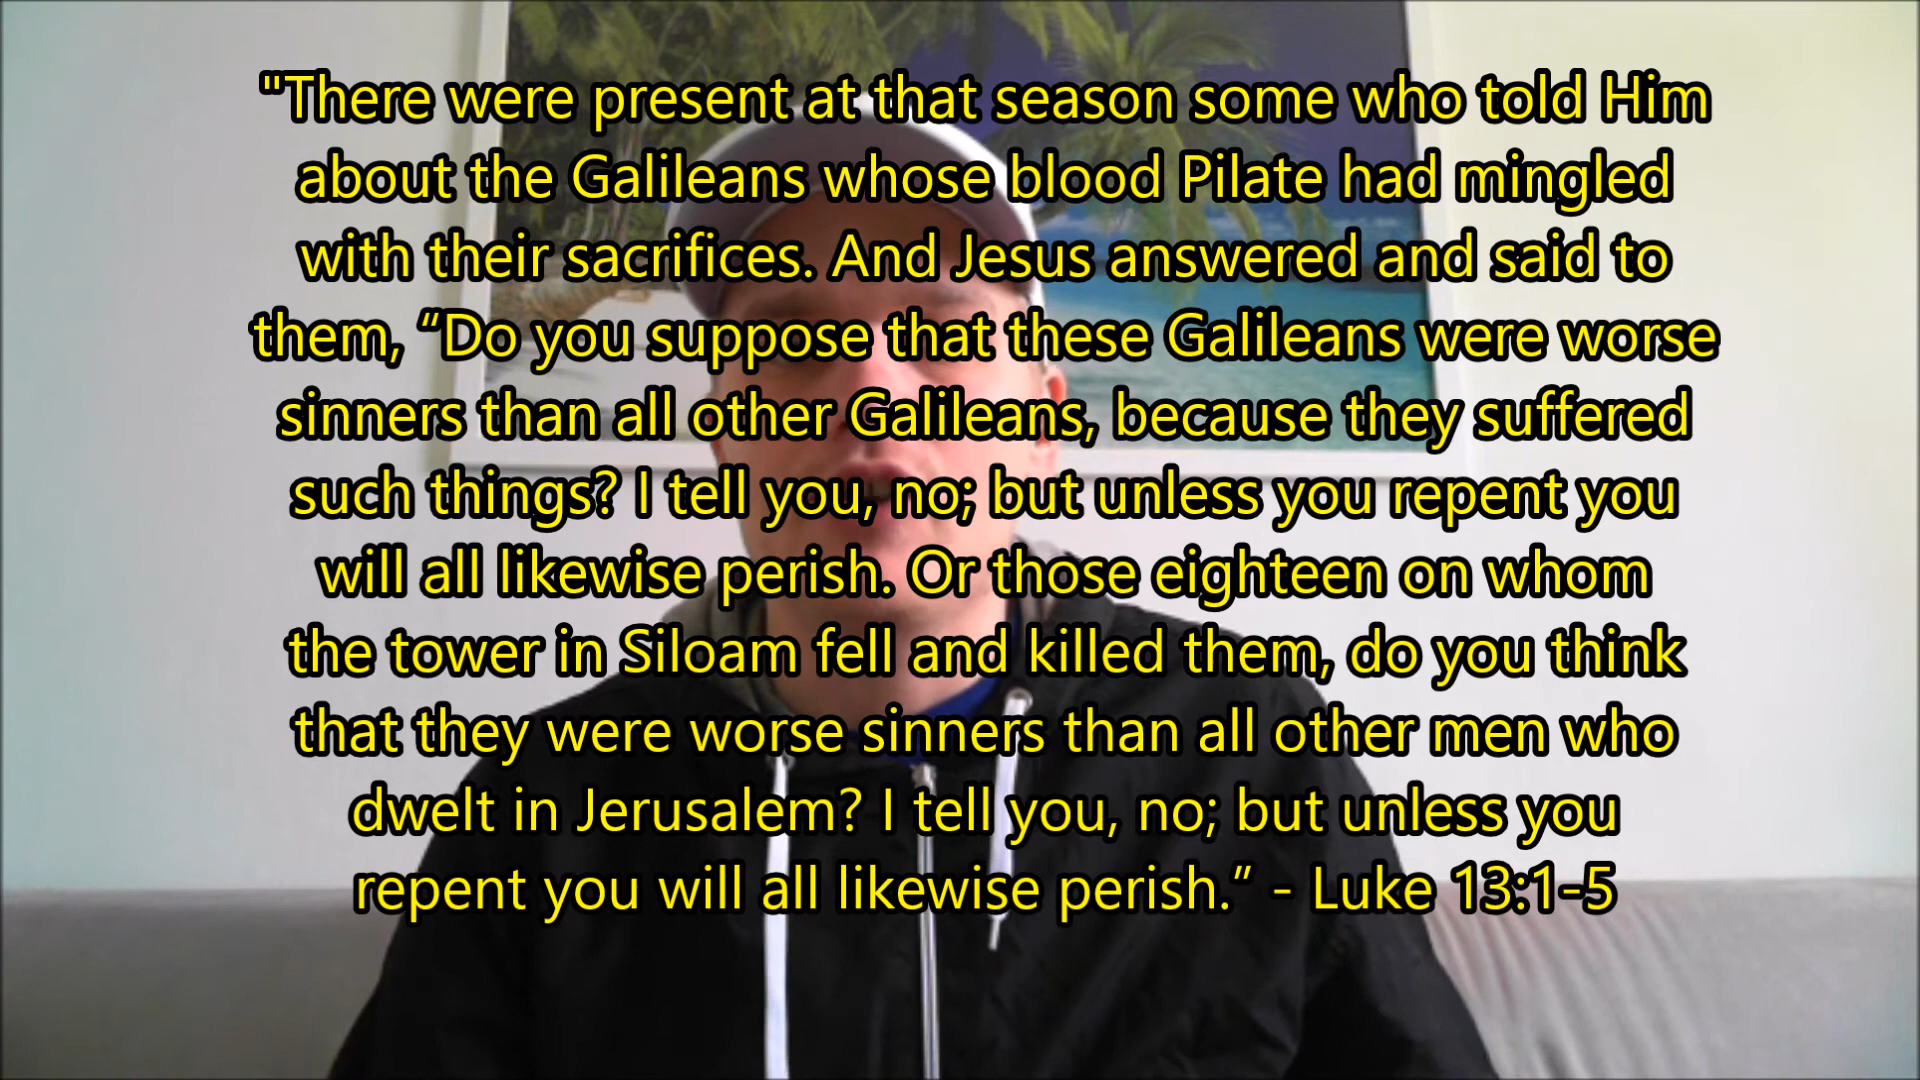 "There were present at that season some who told Him
about the Galileans whose blood Pilate had mingled
with their sacrifices. And Jesus answered and said to
them, “Do you suppose that these Galileans were worse
sinners than all other Galileans, because they suffered
such things? I tell you, no; but unless you repent you
will all likewise perish. Or those eighteen on whom
the tower in Siloam fell and killed them, do you think
that they were worse sinners than all other men who
dwelt in Jerusalem? I tell you, no; but unless you
repent you will all likewise perish.” - Luke 13:1-5